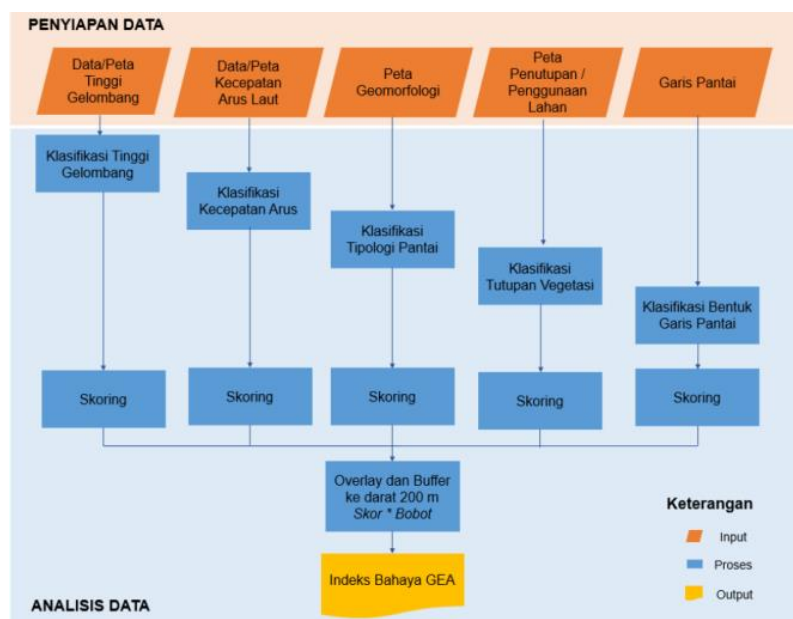 PENYIAPAN DATA
Data/Peta
Tinggi
Gelombang
Data/Peta
Kecepatan
Arus Laut
Peta
Geomorfologi
Peta
Penutupan /
Penggunaan
Lahan
Garis Pantai
Klasifikasi Tinggi
Gelombang
Klasifikasi
Kecepatan Arus
Klasifikasi
Tipologi Pantai
Klasifikasi
Tutupan Vegetasi
Klasifikasi Bentuk
Garis Pantai
Skoring
Skoring
Skoring
Skoring
Skoring
Overlay dan Buffer
ke darat 200 m
Skor * Bobot
Indeks Bahaya GEA
Keterangan
Input
Proses
Output
ANALISIS DATA